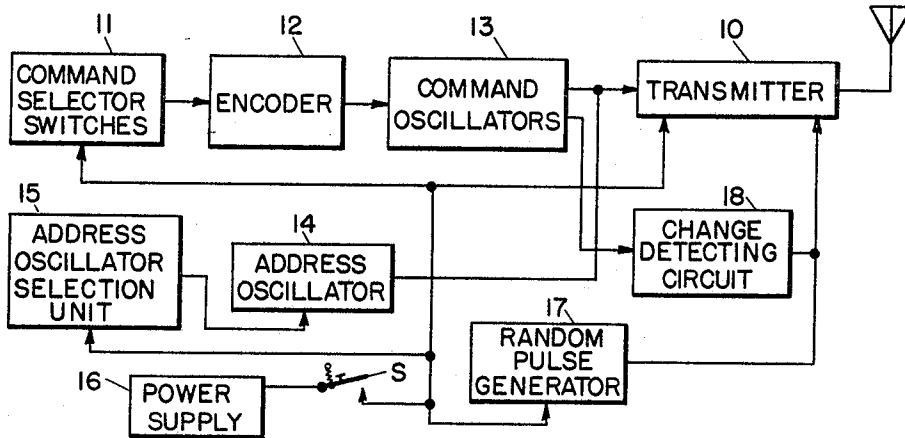 11
COMMAND
SELECTOR
SWITCHES
12
ENCODER
13
COMMAND
OSCILLATORS
10
TRANSMITTER
15
ADDRESS
OSCILLATOR
SELECTION
UNIT
14
ADDRESS
OSCILLATOR
18
CHANGE
DETECTING
CIRCUIT
16
POWER
SUPPLY
S
17
RANDOM
PULSE
GENERATOR